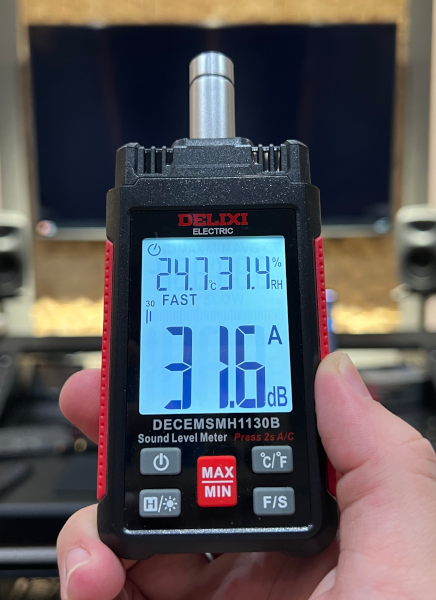 DELIXI
ELECTRIC
24.7°C 31.4%RH
30 FAST
31.6 A dB
DECEMSMH1130B
Sound Level Meter Press 2s A/C
MAX
MIN
°C/°F
H/
F/S